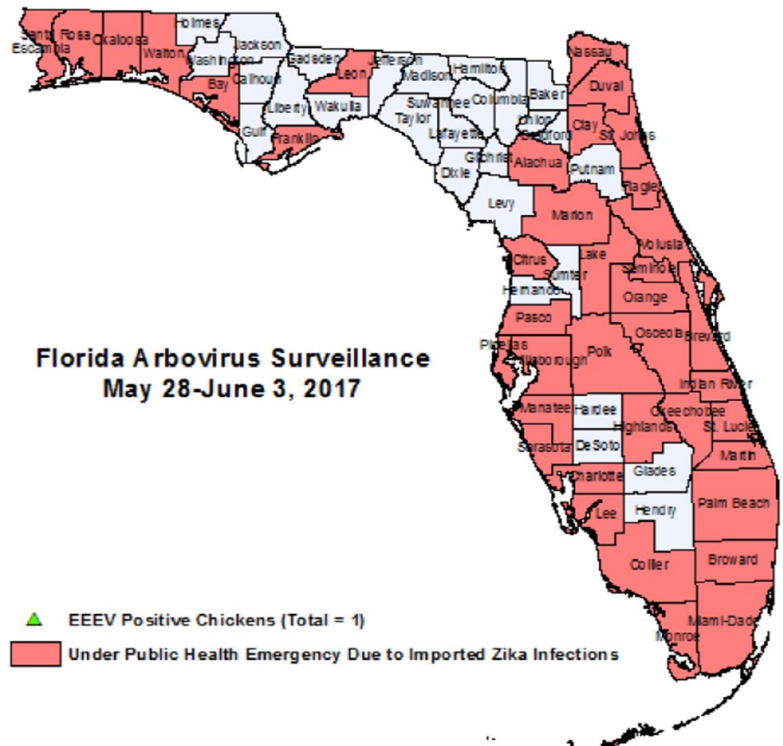 Holmes
Jackson
Santa Rosa
Okaloosa
Escambia
Walton
Washington
Gadsden
Jefferson
Hamilton
Nassau
Bay
Calhoun
Leon
Madison
Duval
Liberty
Wakulla
Suwannee
Columbia
Baker
Taylor
Union
Clay
St. Johns
Gulf
Franklin
Lafayette
Bradford
Gilchrist
Alachua
Putnam
Dixie
Flagler
Levy
Marion
Volusia
Citrus
Lake
Sumter
Seminole
Hernando
Orange
Pasco
Osceola
Brevard
Pinellas
Hillsborough
Polk
Florida Arbovirus Surveillance
May 28-June 3, 2017
Indian River
Manatee
Hardee
Okeechobee
Highlands
St. Lucie
Sarasota
DeSoto
Martin
Charlotte
Glades
Palm Beach
Lee
Hendry
Collier
Broward
EEEV Positive Chickens (Total = 1)
Miami-Dade
Monroe
Under Public Health Emergency Due to Imported Zika Infections